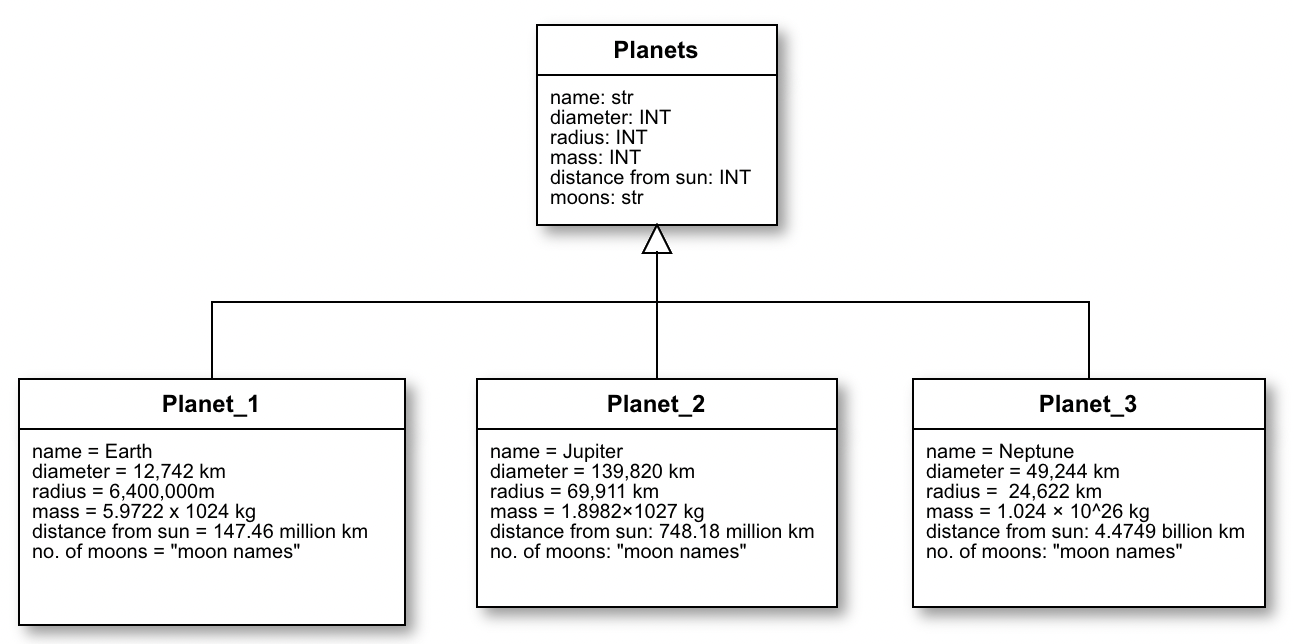 Planets
name: str
diameter: INT
radius: INT
mass: INT
distance from sun: INT
moons: str
Planet_1
name = Earth
diameter = 12,742 km
radius = 6,400,000m
mass = 5.9722 x 1024 kg
distance from sun = 147.46 million km
no. of moons = "moon names"
Planet_2
name = Jupiter
diameter = 139,820 km
radius = 69,911 km
mass = 1.8982×1027 kg
distance from sun: 748.18 million km
no. of moons: "moon names"
Planet_3
name = Neptune
diameter = 49,244 km
radius =  24,622 km
mass = 1.024 × 10^26 kg
distance from sun: 4.4749 billion km
no. of moons: "moon names"